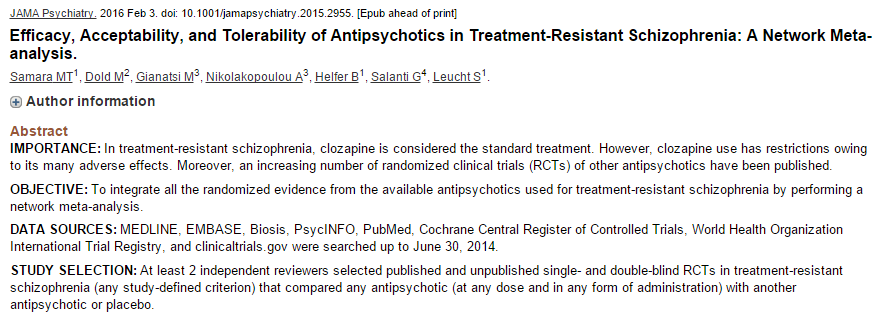 JAMA Psychiatry. 2016 Feb 3. doi: 10.1001/jamapsychiatry.2015.2955. [Epub ahead of print]
Efficacy, Acceptability, and Tolerability of Antipsychotics in Treatment-Resistant Schizophrenia: A Network Meta-
analysis.
Samara MT1, Dold M2, Gianatsi M3, Nikolakopoulou A3, Helfer B1, Salanti G4, Leucht S1.
Author information
Abstract
IMPORTANCE: In treatment-resistant schizophrenia, clozapine is considered the standard treatment. However, clozapine use has restrictions owing
to its many adverse effects. Moreover, an increasing number of randomized clinical trials (RCTs) of other antipsychotics have been published.
OBJECTIVE: To integrate all the randomized evidence from the available antipsychotics used for treatment-resistant schizophrenia by performing a
network meta-analysis.
DATA SOURCES: MEDLINE, EMBASE, Biosis, PsycINFO, PubMed, Cochrane Central Register of Controlled Trials, World Health Organization
International Trial Registry, and clinicaltrials.gov were searched up to June 30, 2014.
STUDY SELECTION: At least 2 independent reviewers selected published and unpublished single- and double-blind RCTs in treatment-resistant
schizophrenia (any study-defined criterion) that compared any antipsychotic (at any dose and in any form of administration) with another
antipsychotic or placebo.